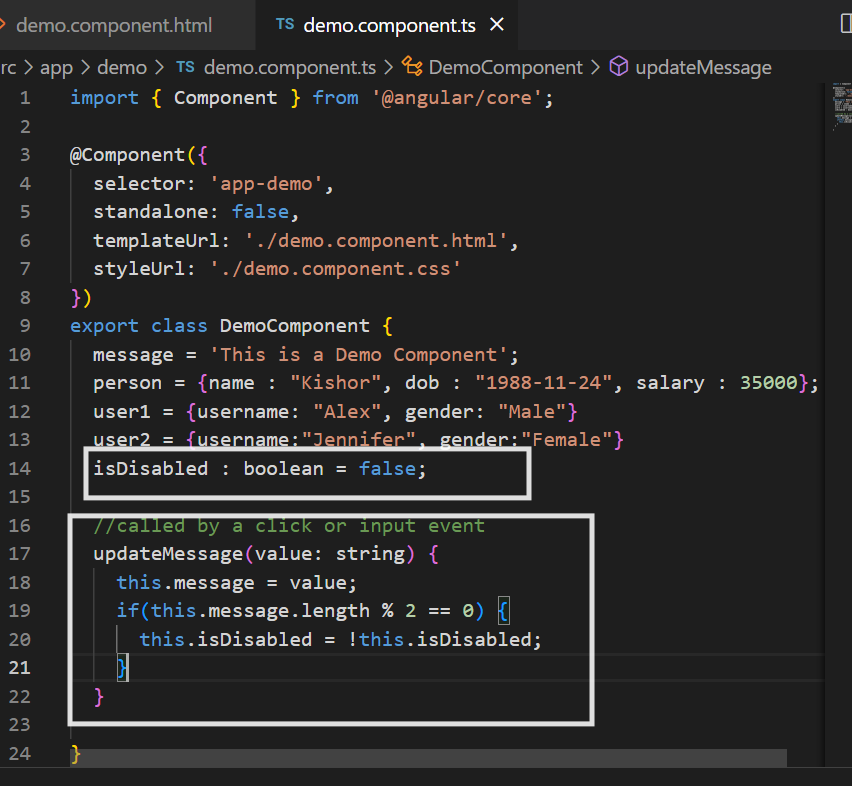 demo.component.html
TS demo.component.ts ×
rc > app > demo > TS demo.component.ts > DemoComponent > updateMessage
1 import { Component } from '@angular/core';
2
3 @Component({
4 selector: 'app-demo',
5 standalone: false,
6 templateUrl: './demo.component.html',
7 styleUrl: './demo.component.css'
8 })
9 export class DemoComponent {
10 message = 'This is a Demo Component';
11 person = {name : "Kishor", dob : "1988-11-24", salary : 35000};
12 user1 = {username: "Alex", gender: "Male"}
13 user2 = {username:"Jennifer", gender:"Female"}
14 isDisabled : boolean = false;
15
16 //called by a click or input event
17 updateMessage(value: string) {
18 this.message = value;
19 if(this.message.length % 2 == 0) {
20 this.isDisabled = !this.isDisabled;
21 }
22 }
23
24 }